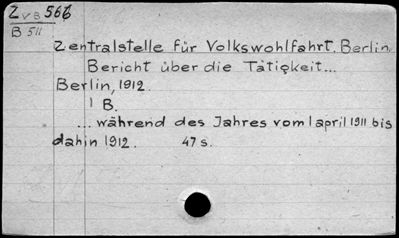 ZVB 566
B 511
Zentralstelle für Volkswohlfahrt. Berlin.
Bericht über die Tätigkeit...
Berlin, 1912.
1 B.
... während des Jahres vom 1 april 1911 bis
dahin 1912. 47 s.